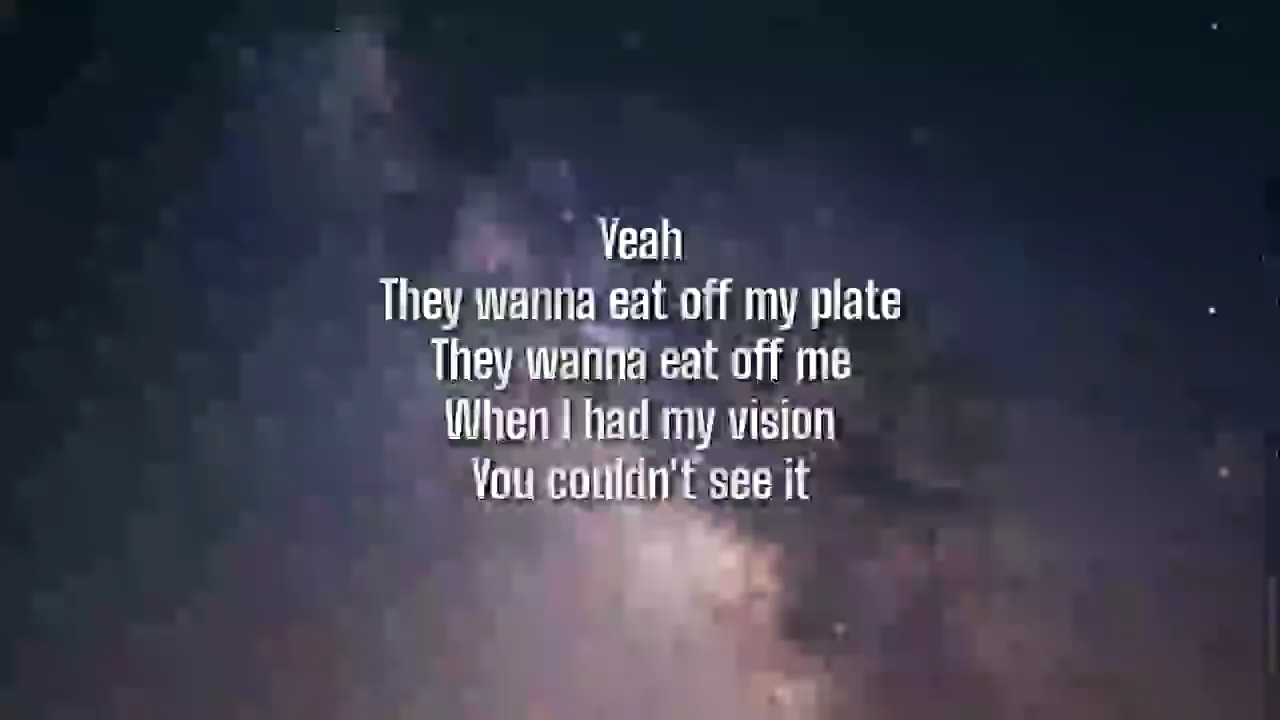 Yeah
They wanna eat off my plate
They wanna eat off me
When I had my vision
You couldn't see it